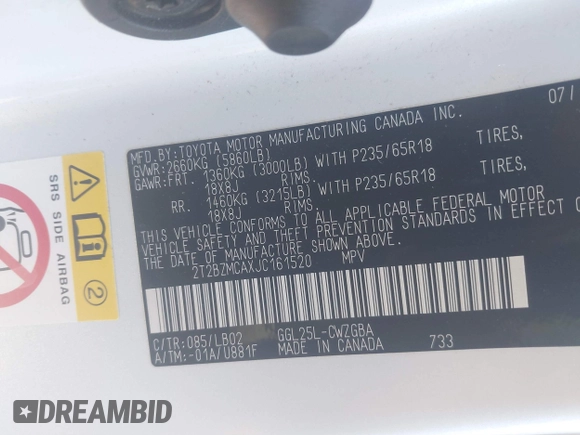 MFD.BY:TOYOTA MOTOR MANUFACTURING CANADA INC. 07/
GVWR:2660KG (5860LB)
GAWR:FRT. 1360KG (3000LB) WITH P235/65R18 TIRES,
18X8J RIMS.
RR. 1460KG (3215LB) WITH P235/65R18 TIRES,
18X8J RIMS.
THIS VEHICLE CONFORMS TO ALL APPLICABLE FEDERAL MOTOR
VEHICLE SAFETY AND THEFT PREVENTION STANDARDS IN EFFECT
THE DATE OF MANUFACTURE SHOWN ABOVE.
2T2BZMCAXJC161520 MPV
C/TR:085/LB02 GGL25L-CWZGBA
A/TM:-01A/U881F MADE IN CANADA 733
SRS SIDE AIRBAG
2
DREAMBID